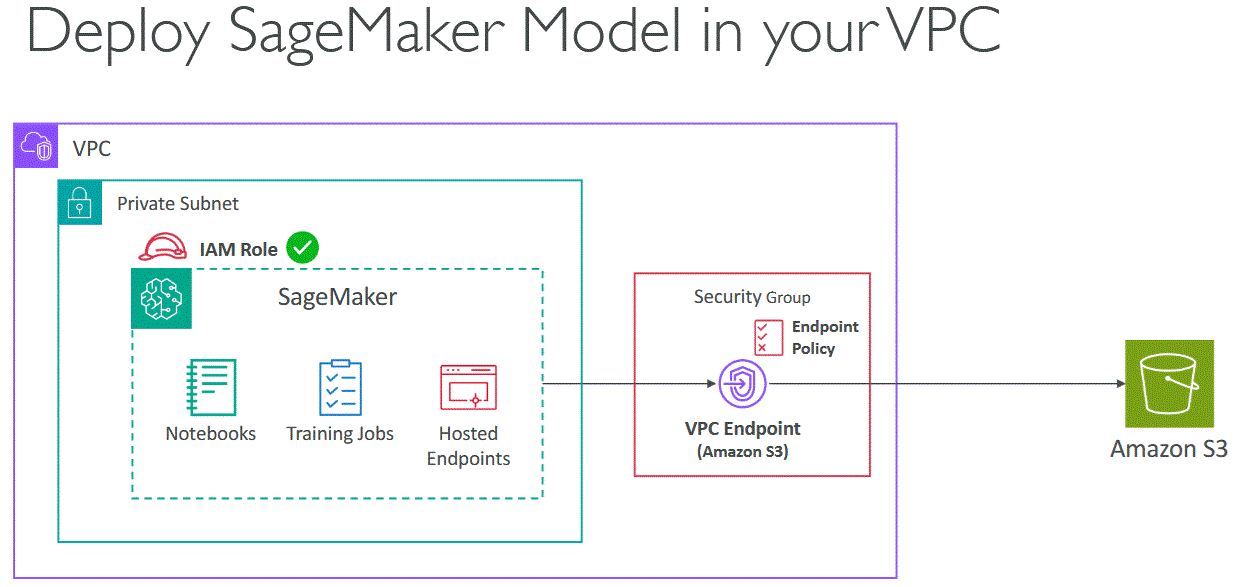 Deploy SageMaker Model in your VPC
VPC
Private Subnet
IAM Role
SageMaker
Notebooks
Training Jobs
Hosted
Endpoints
Security Group
Endpoint
Policy
VPC Endpoint
(Amazon S3)
Amazon S3